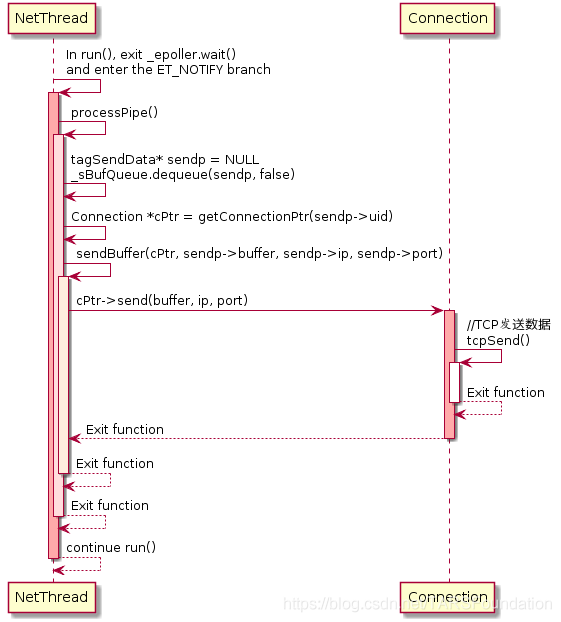 NetThread
Connection
In run(), exit _epoller.wait()
and enter the ET_NOTIFY branch
processPipe()
tagSendData* sendp = NULL
_sBufQueue.dequeue(sendp, false)
Connection *cPtr = getConnectionPtr(sendp->uid)
sendBuffer(cPtr, sendp->buffer, sendp->ip, sendp->port)
cPtr->send(buffer, ip, port)
//TCP发送数据
tcpSend()
Exit function
Exit function
Exit function
Exit function
continue run()
NetThread
Connection
https://blog.csdn.net/TARSFoundation